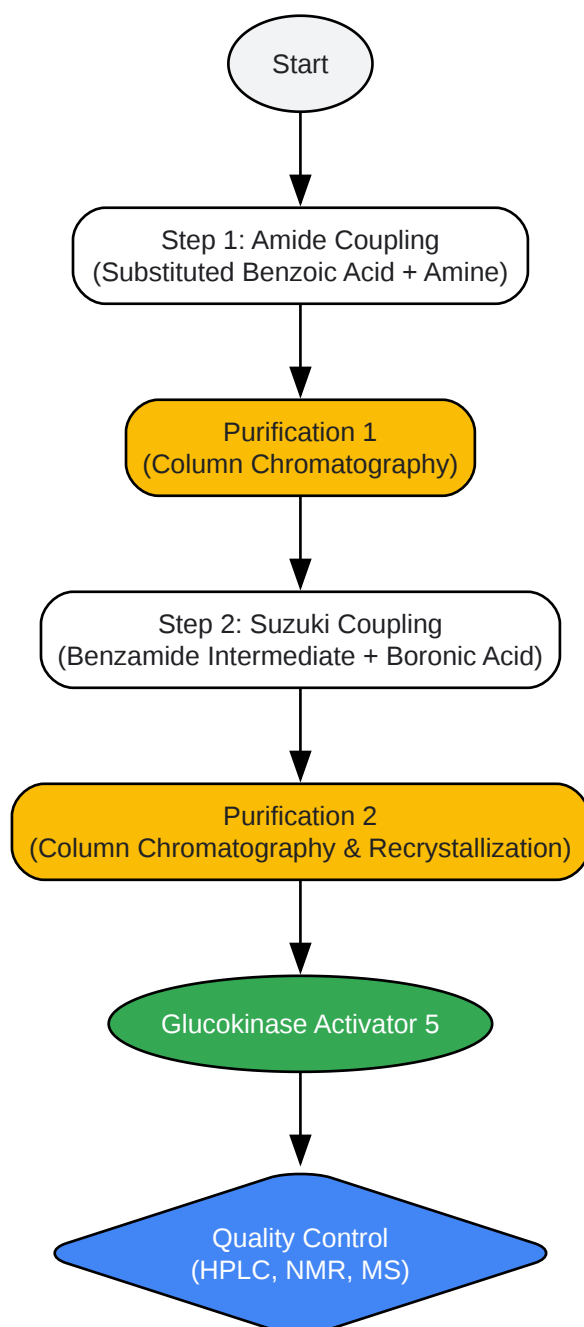 Start
Step 1: Amide Coupling
(Substituted Benzoic Acid + Amine)
Purification 1
(Column Chromatography)
Step 2: Suzuki Coupling
(Benzamide Intermediate + Boronic Acid)
Purification 2
(Column Chromatography & Recrystallization)
Glucokinase Activator 5
Quality Control
(HPLC, NMR, MS)